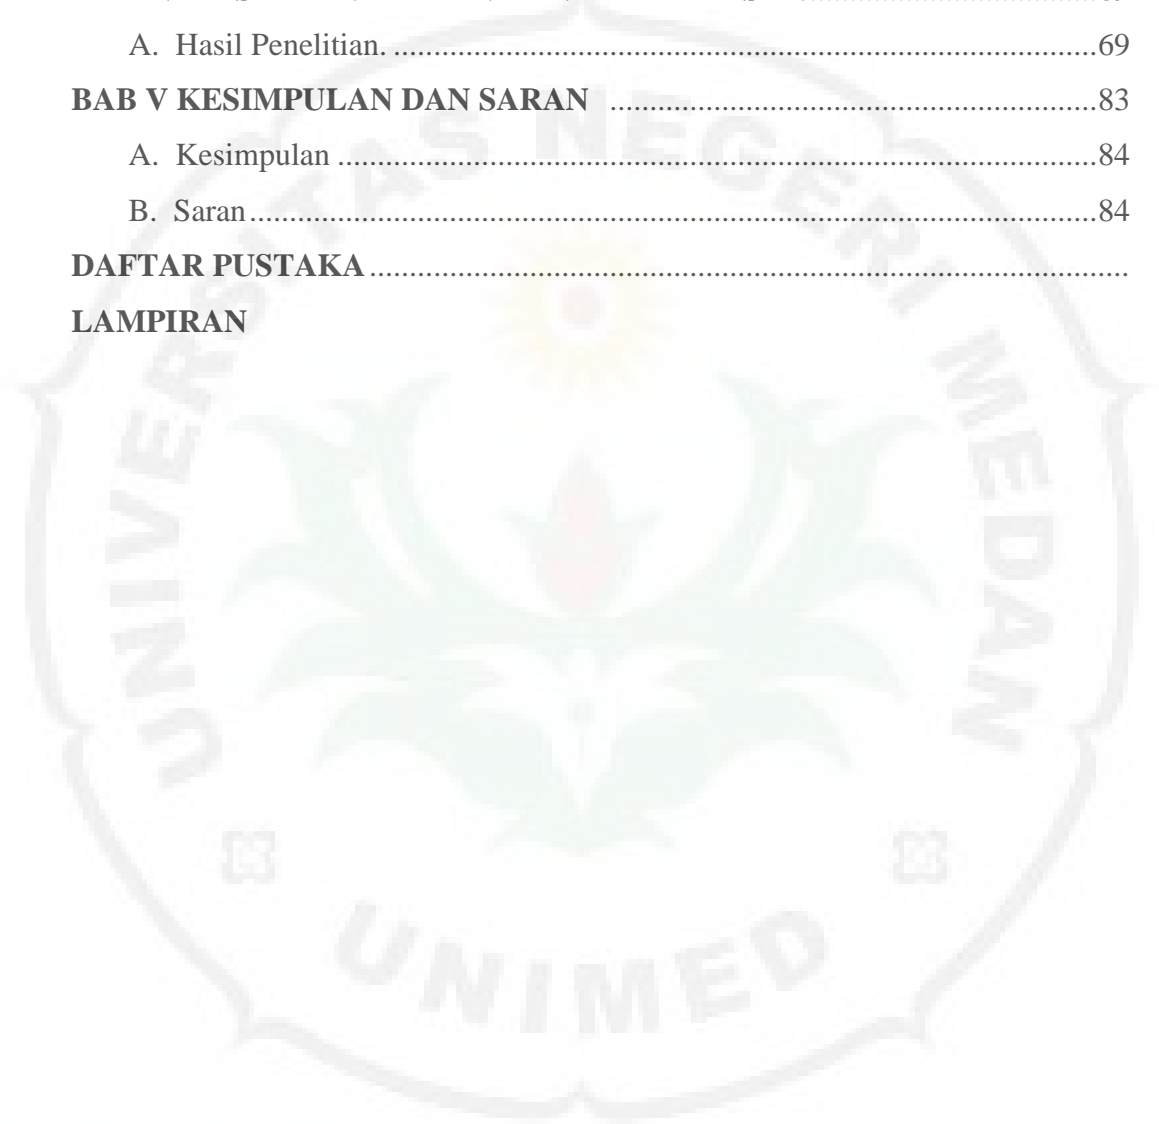 A. Hasil Penelitian. ........................................................................................69
BAB V KESIMPULAN DAN SARAN ............................................................83
A. Kesimpulan ..............................................................................................84
B. Saran.........................................................................................................84
DAFTAR PUSTAKA...............................................................................................
LAMPIRAN
UNIVERSITAS NEGERI MEDAN
UNIMED